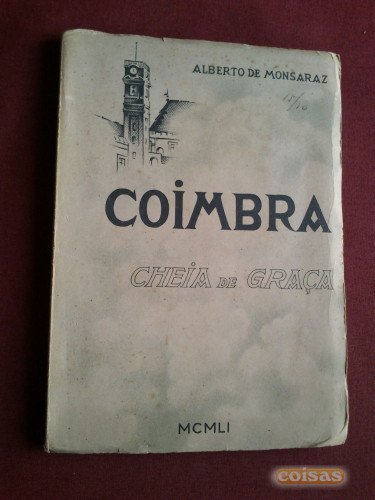 ALBERTO DE MONSARAZ
COIMBRA
CHEIA DE GRAÇA
MCMLI
coisas